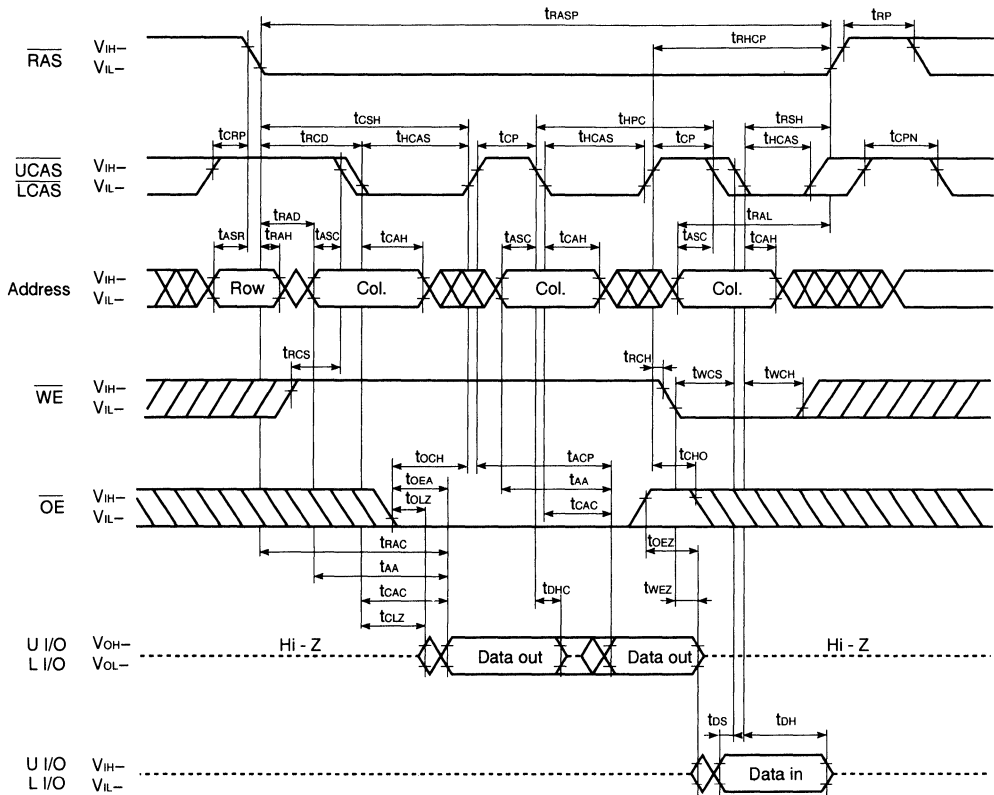 tRASP tRP
RAS VIH– VIL– tRHCP
tCSH tHPC tRSH
tCRP tRCD tHCAS tCP tHCAS tCP tHCAS tCPN
UCAS LCAS VIH– VIL–
tRAD tRAL
tASR tRAH tASC tCAH tASC tCAH tASC tCAH
Address VIH– VIL– Row Col. Col. Col.
tRCS tRCH tWCS tWCH
WE VIH– VIL–
tOCH tACP tCHO
tOEA tAA
OE VIH– VIL– tOLZ tCAC
tRAC tOEZ
tAA
tCAC tDHC tWEZ
tCLZ
U I/O VOH– Hi - Z Data out Data out Hi - Z
L I/O VOL–
tDS tDH
U I/O VIH– Data in
L I/O VIL–